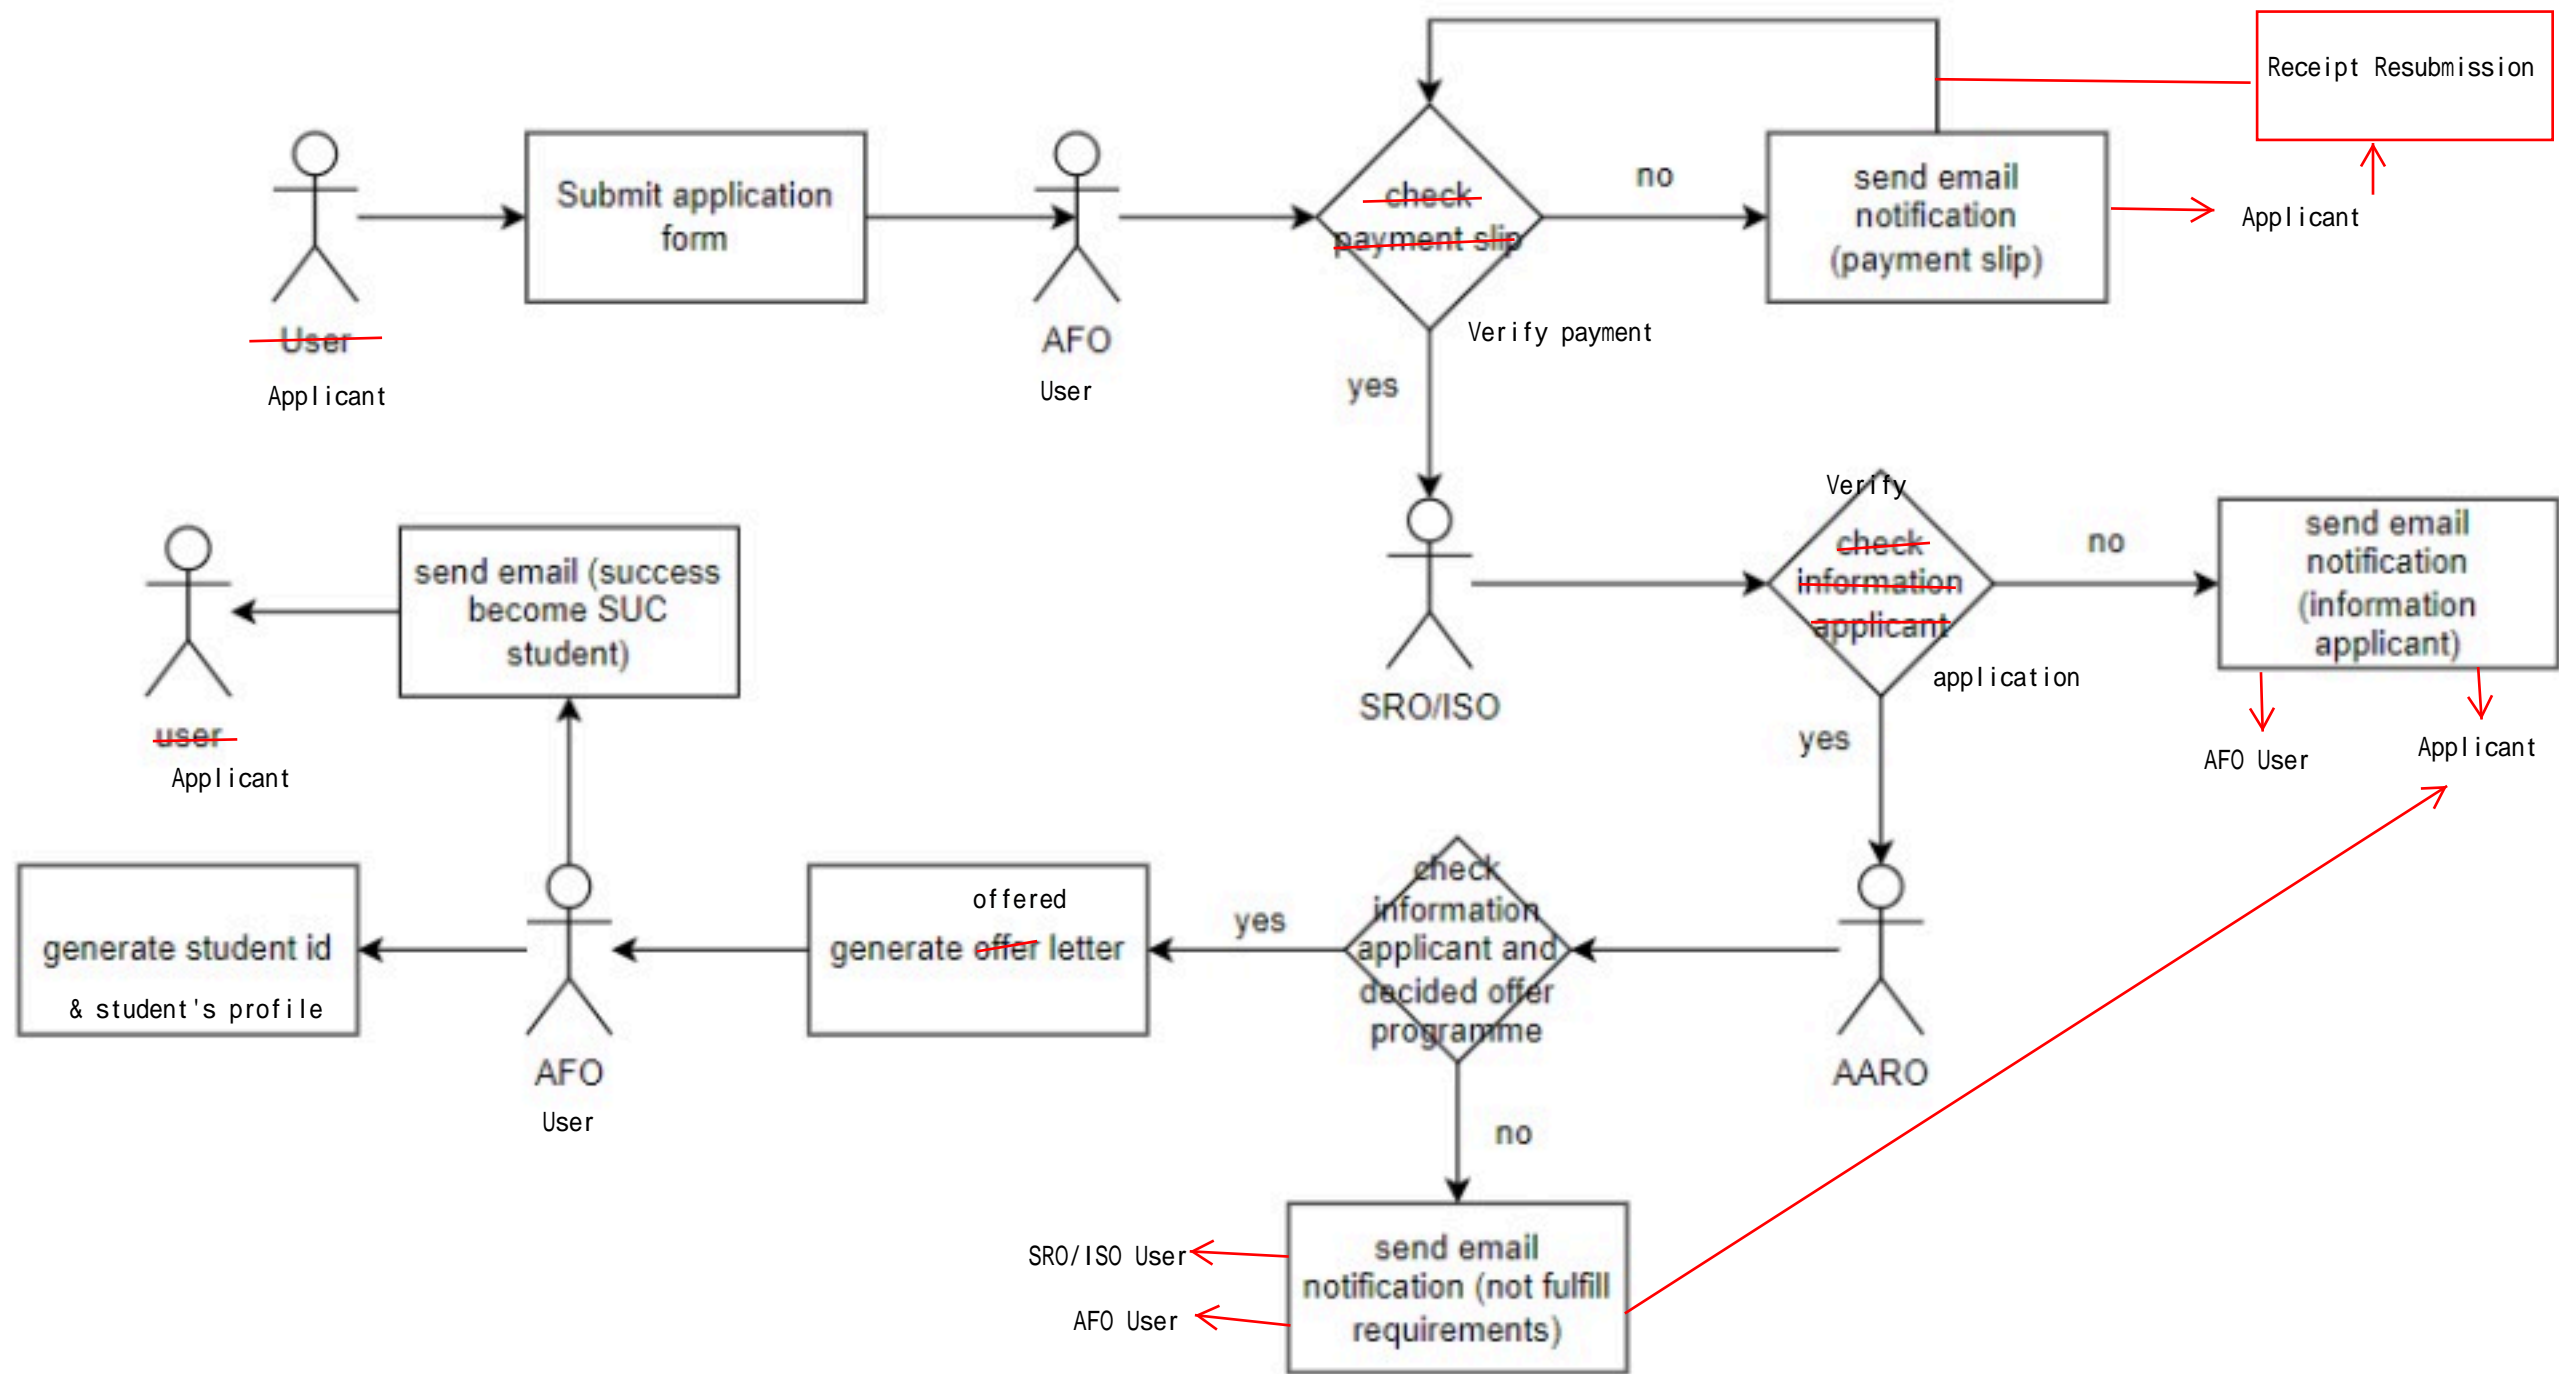 Receipt Resubmission
Submit application
form
check
payment slip
no
send email
notification
(payment slip)
Applicant
User
Applicant
AFO
User
Verify payment
yes
Verify
check
information
applicant
application
no
send email
notification
(information
applicant)
SRO/ISO
yes
AFO User
Applicant
send email (success
become SUC
student)
user
Applicant
generate student id
& student's profile
AFO
User
offered
generate offer letter
yes
check
information
applicant and
decided offer
programme
AARO
no
SRO/ISO User
AFO User
send email
notification (not fulfill
requirements)